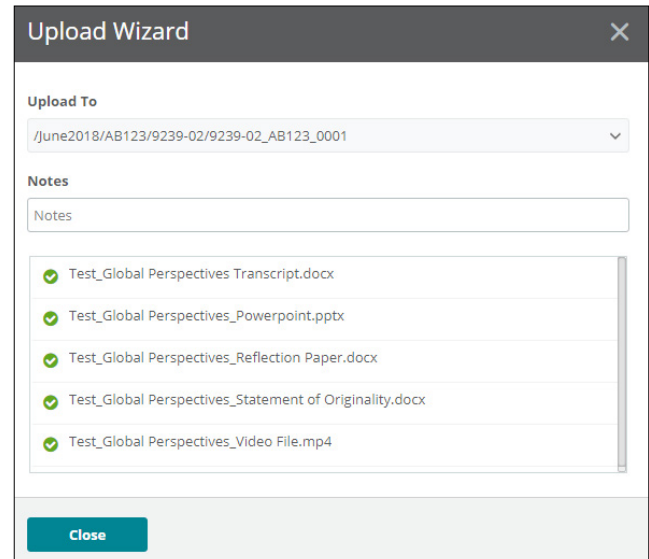 Upload Wizard
Upload To
/June2018/AB123/9239-02/9239-02_AB123_0001
Notes
Notes
Test_Global Perspectives Transcript.docx
Test_Global Perspectives_Powerpoint.pptx
Test_Global Perspectives_Reflection Paper.docx
Test_Global Perspectives_Statement of Originality.docx
Test_Global Perspectives_Video File.mp4
Close